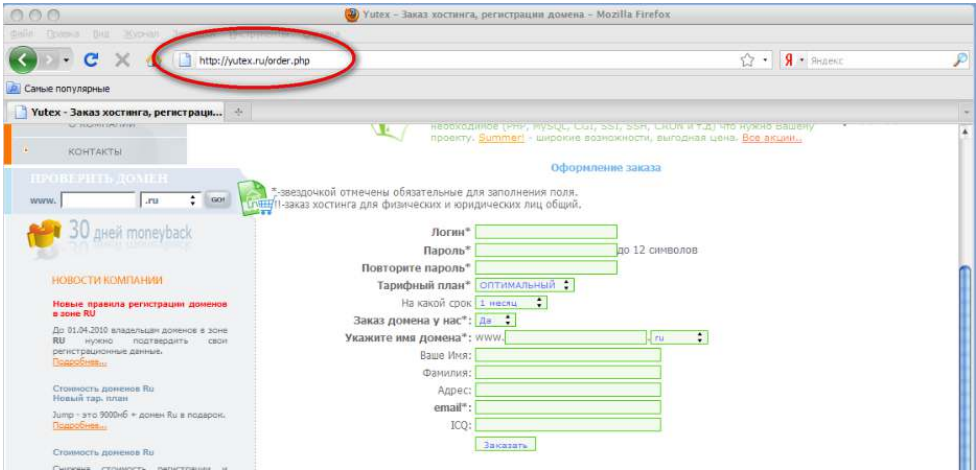 Yutex – Заказ хостинга, регистрации домена – Mozilla Firefox
http://yutex.ru/order.php
Яндекс
Самые популярные
Yutex - Заказ хостинга, регистраци...
О КОМПАНИИ
КОНТАКТЫ
ПРОВЕРИТЬ ДОМЕН
www. .ru GO!
30 дней moneyback
НОВОСТИ КОМПАНИИ
Новые правила регистрации доменов
в зоне RU
До 01.04.2010 владельцам доменов в зоне
RU нужно подтвердить свои
регистрационные данные.
Подробнее...
Стоимость доменов Ru
Новый тар. план
Jump - это 9000мб + домен Ru в подарок.
Подробнее...
Стоимость доменов Ru
Снижена стоимость регистрации и
необходимое (PHP, MySQL, CGI, SSI, SSH, CRON и т.д) что нужно вашему
проекту. Summer! - широкие возможности, выгодная цена. Все акции..
Оформление заказа
*-звездочкой отмечены обязательные для заполнения поля.
!!!-заказ хостинга для физических и юридических лиц общий.
Логин*
Пароль* до 12 символов
Повторите пароль*
Тарифный план* ОПТИМАЛЬНЫЙ
На какой срок 1 месяц
Заказ домена у нас*: Да
Укажите имя домена*: www. . ru
Ваше Имя:
Фамилия:
Адрес:
email*:
ICQ:
Заказать